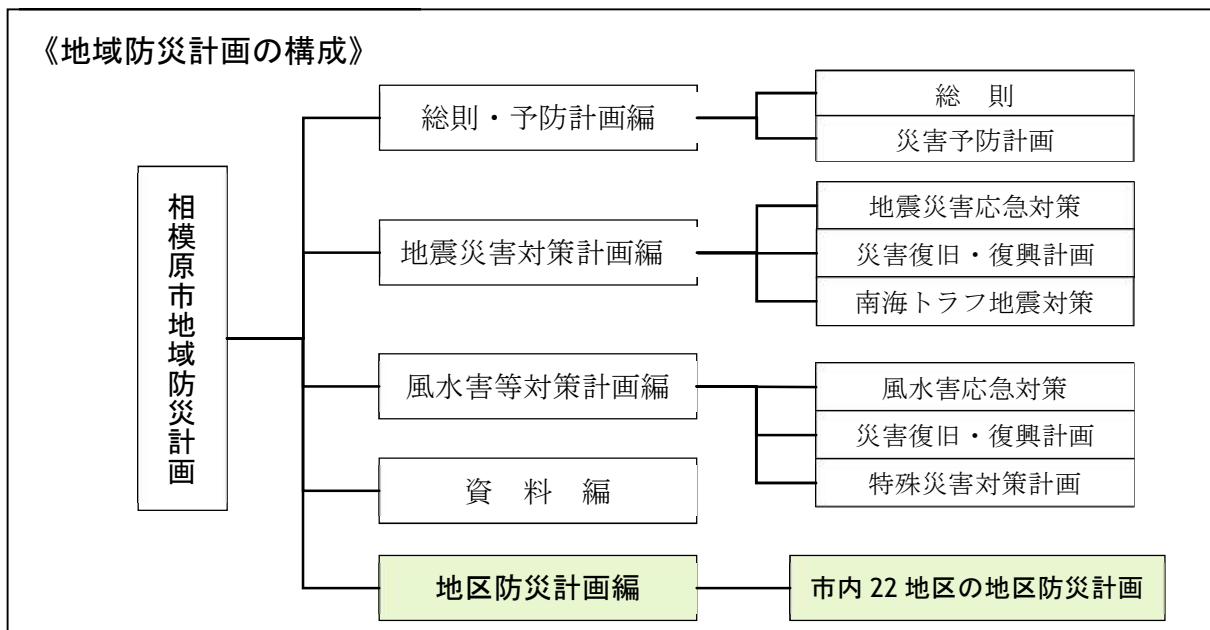 《地域防災計画の構成》
相模原市地域防災計画
総則・予防計画編
総　則
災害予防計画
地震災害対策計画編
地震災害応急対策
災害復旧・復興計画
南海トラフ地震対策
風水害等対策計画編
風水害応急対策
災害復旧・復興計画
特殊災害対策計画
資　料　編
地区防災計画編
市内 22 地区の地区防災計画